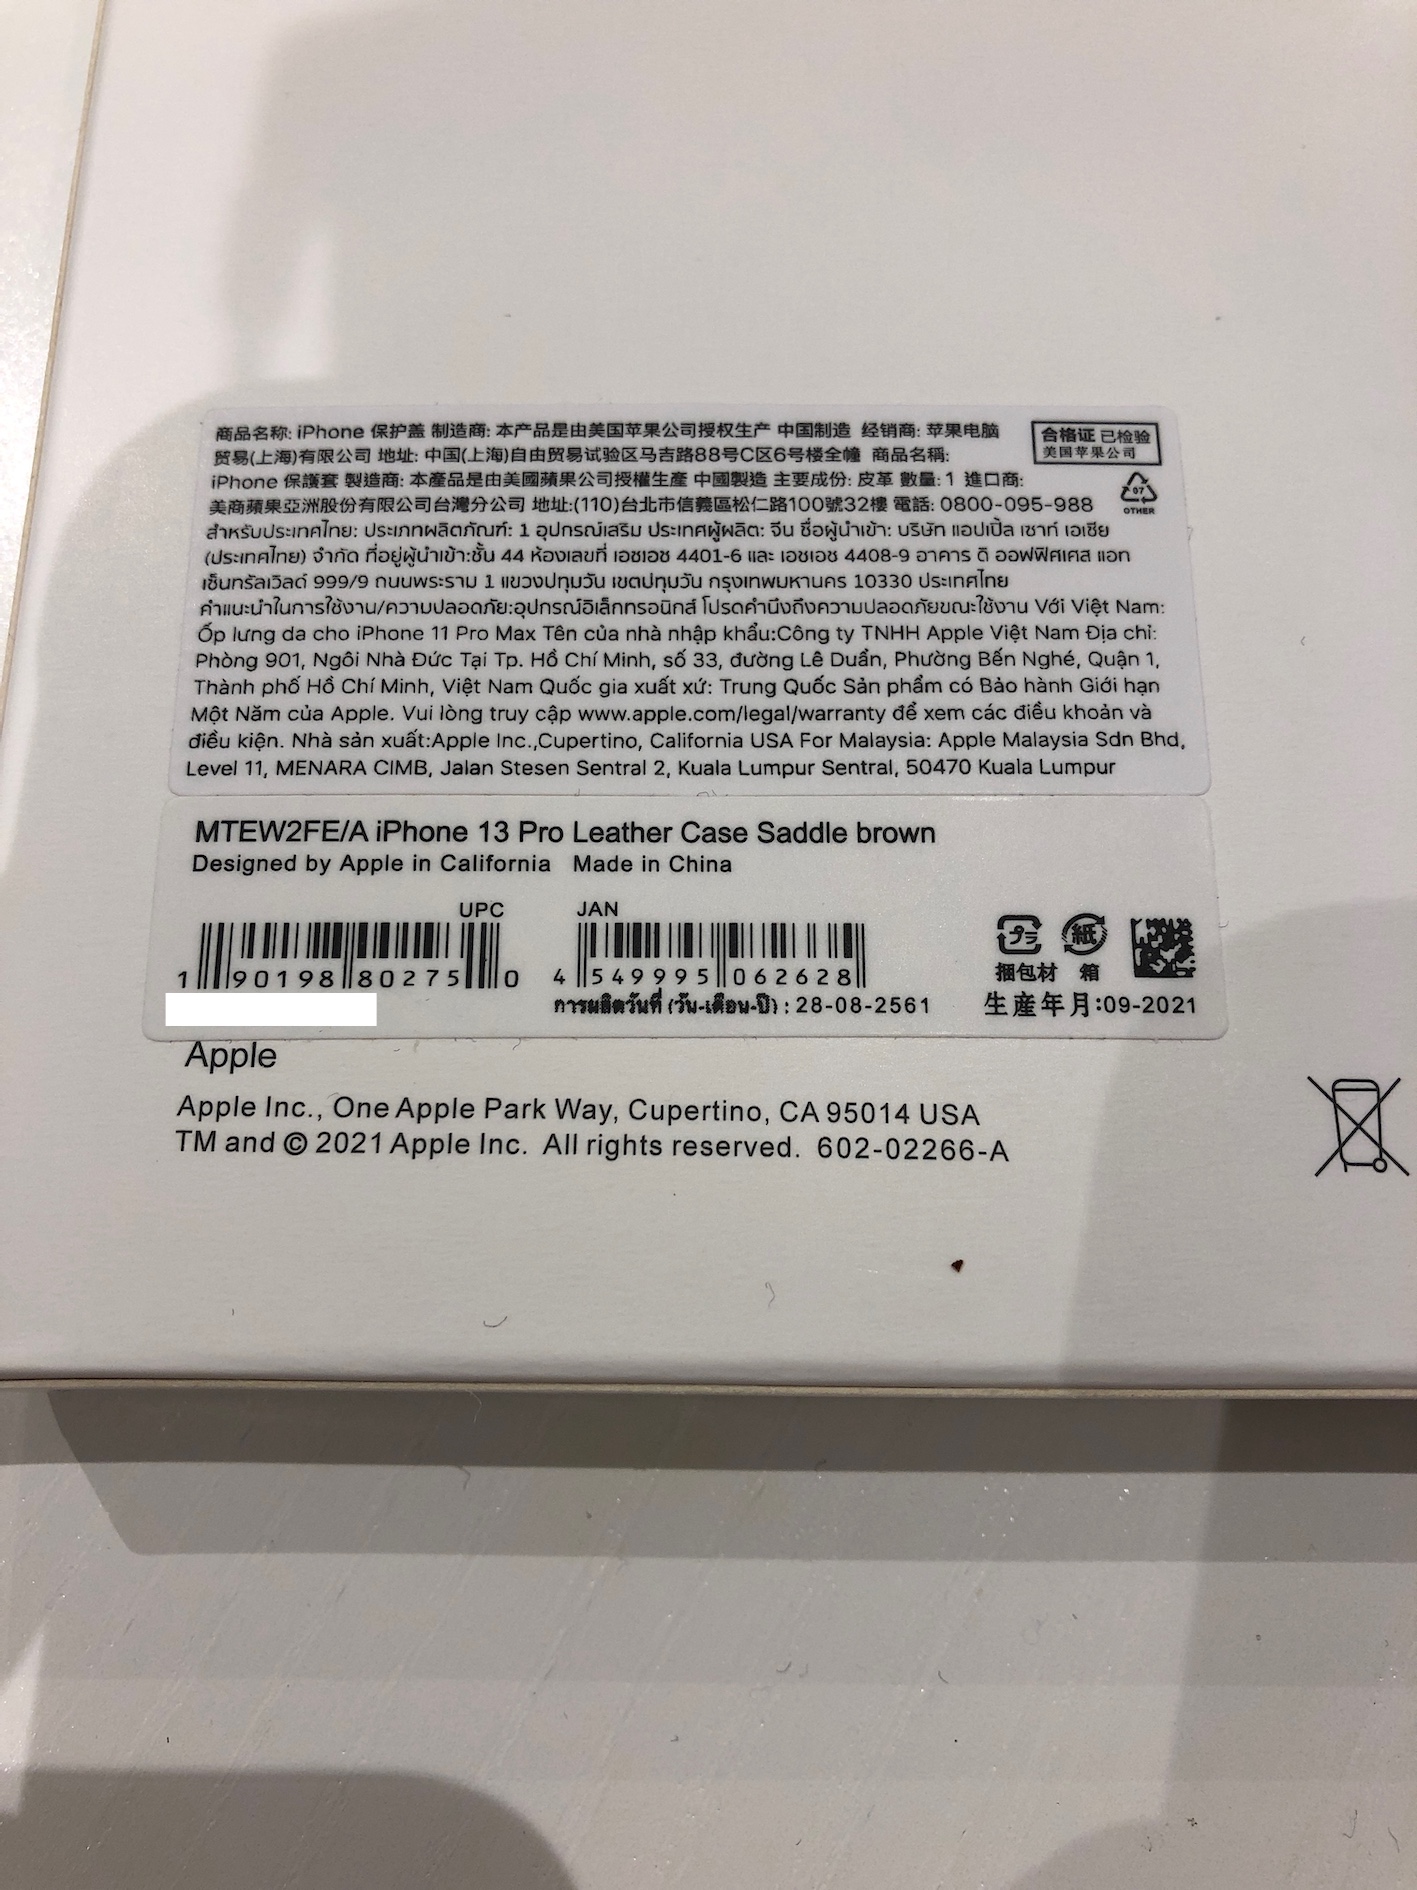 商品名称: iPhone 保护盖 制造商: 本产品是由美国苹果公司授权生产 中国制造 经销商: 苹果电脑
贸易(上海)有限公司 地址: 中国(上海)自由贸易试验区马吉路88号C区6号楼全幢 商品名稱:
iPhone 保護套 製造商: 本產品是由美國蘋果公司授權生產 中國製造 主要成份: 皮革 數量: 1 進口商:
美商蘋果亞洲股份有限公司台灣分公司 地址:(110)台北市信義區松仁路100號32樓 電話: 0800-095-988
合格证 已检验
美国苹果公司
07
OTHER
สำหรับประเทศไทย: ประเภทผลิตภัณฑ์: 1 อุปกรณ์เสริม ประเทศผู้ผลิต: จีน ชื่อผู้นำเข้า: บริษัท แอปเปิ้ล เซาท์ เอเชีย
(ประเทศไทย) จำกัด ที่อยู่ผู้นำเข้า:ชั้น 44 ห้องเลขที่ เอชเอช 4401-6 และ เอชเอช 4408-9 อาคาร ดิ ออฟฟิศเศส แอท
เซ็นทรัลเวิลด์ 999/9 ถนนพระราม 1 แขวงปทุมวัน เขตปทุมวัน กรุงเทพมหานคร 10330 ประเทศไทย
คำแนะนำในการใช้งาน/ความปลอดภัย:อุปกรณ์อิเล็กทรอนิกส์ โปรดคำนึงถึงความปลอดภัยขณะใช้งาน Với Việt Nam:
Ốp lưng da cho iPhone 11 Pro Max Tên của nhà nhập khẩu:Công ty TNHH Apple Việt Nam Địa chỉ:
Phòng 901, Ngôi Nhà Đức Tại Tp. Hồ Chí Minh, số 33, đường Lê Duẩn, Phường Bến Nghé, Quận 1,
Thành phố Hồ Chí Minh, Việt Nam Quốc gia xuất xứ: Trung Quốc Sản phẩm có Bảo hành Giới hạn
Một Năm của Apple. Vui lòng truy cập www.apple.com/legal/warranty để xem các điều khoản và
điều kiện. Nhà sản xuất:Apple Inc.,Cupertino, California USA For Malaysia: Apple Malaysia Sdn Bhd,
Level 11, MENARA CIMB, Jalan Stesen Sentral 2, Kuala Lumpur Sentral, 50470 Kuala Lumpur
MTEW2FE/A iPhone 13 Pro Leather Case Saddle brown
Designed by Apple in California Made in China
UPC JAN
1 90198 80275 0 4 549995 062628
プラ 紙
捆包材 箱
การผลิตวันที่ (วัน-เดือน-ปี) : 28-08-2561 生産年月:09-2021
Apple
Apple Inc., One Apple Park Way, Cupertino, CA 95014 USA
TM and © 2021 Apple Inc. All rights reserved. 602-02266-A